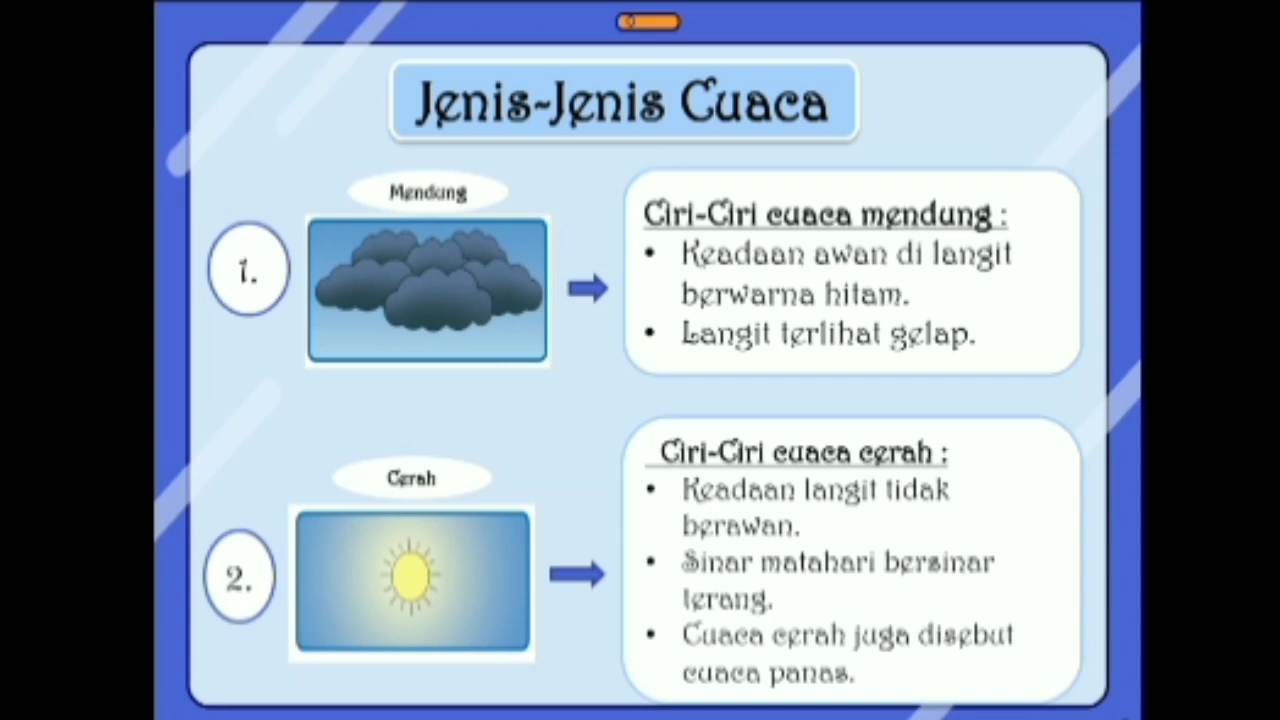 Jenis-Jenis Cuaca
Mendung
1.
Ciri-Ciri cuaca mendung :
• Keadaan awan di langit
berwarna hitam.
• Langit terlihat gelap.
Cerah
2.
Ciri-Ciri cuaca cerah :
• Keadaan langit tidak
berawan.
• Sinar matahari bersinar
terang.
• Cuaca cerah juga disebut
cuaca panas.